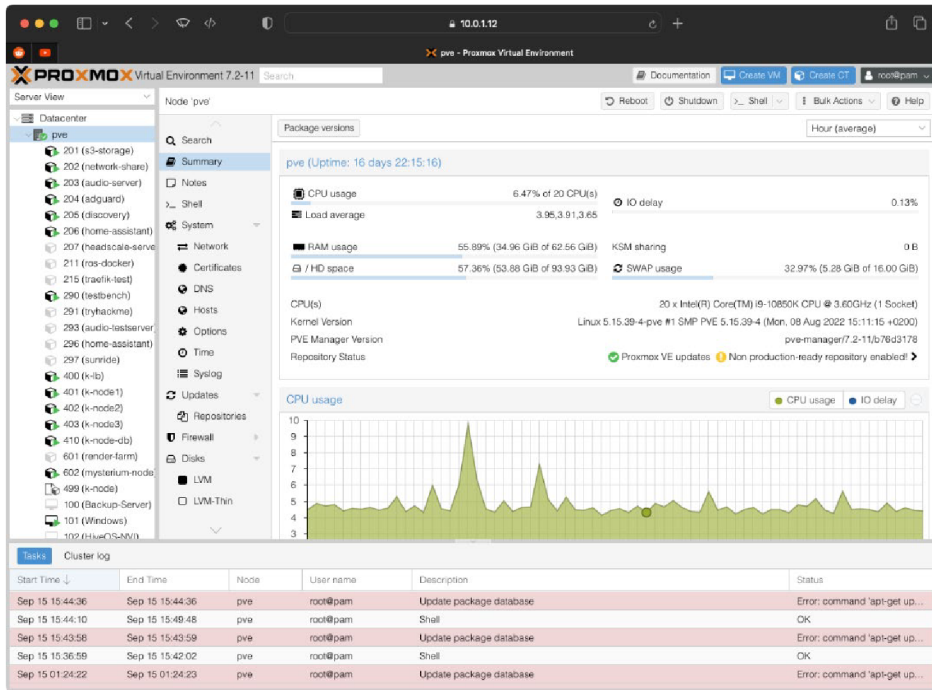 10.0.1.12
pve - Proxmox Virtual Environment
PROXMOX Virtual Environment 7.2-11 Search Documentation Create VM Create CT root@pam
Server View
Node 'pve' Reboot Shutdown Shell Bulk Actions Help
Datacenter
pve
201 (s3-storage)
202 (network-share)
203 (audio-server)
204 (adguard)
205 (discovery)
206 (home-assistant)
207 (headscale-serve
211 (ros-docker)
215 (traefik-test)
290 (testbench)
291 (tryhackme)
293 (audio-testserver
296 (home-assistant)
297 (sunride)
400 (k-lb)
401 (k-node1)
402 (k-node2)
403 (k-node3)
410 (k-node-db)
601 (render-farm)
602 (mysterium-node
499 (k-node)
100 (Backup-Server)
101 (Windows)
102 (HiveOS-NVI)
Search
Summary
Notes
Shell
System
Network
Certificates
DNS
Hosts
Options
Time
Syslog
Updates
Repositories
Firewall
Disks
LVM
LVM-Thin
Package versions Hour (average)
pve (Uptime: 16 days 22:15:16)
CPU usage 6.47% of 20 CPU(s)
IO delay 0.13%
Load average 3.95,3.91,3.65
RAM usage 55.89% (34.96 GiB of 62.56 GiB)
KSM sharing 0 B
/ HD space 57.36% (53.88 GiB of 93.93 GiB)
SWAP usage 32.97% (5.28 GiB of 16.00 GiB)
CPU(s) 20 x Intel(R) Core(TM) i9-10850K CPU @ 3.60GHz (1 Socket)
Kernel Version Linux 5.15.39-4-pve #1 SMP PVE 5.15.39-4 (Mon, 08 Aug 2022 15:11:15 +0200)
PVE Manager Version pve-manager/7.2-11/b76d3178
Repository Status Proxmox VE updates Non production-ready repository enabled!
CPU usage CPU usage IO delay
10
9
8
7
6
5
4
3
Tasks Cluster log
Start Time End Time Node User name Description Status
Sep 15 15:44:36 Sep 15 15:44:36 pve root@pam Update package database Error: command 'apt-get up...
Sep 15 15:44:10 Sep 15 15:49:48 pve root@pam Shell OK
Sep 15 15:43:58 Sep 15 15:43:59 pve root@pam Update package database Error: command 'apt-get up...
Sep 15 15:36:59 Sep 15 15:42:02 pve root@pam Shell OK
Sep 15 01:24:22 Sep 15 01:24:23 pve root@pam Update package database Error: command 'apt-get up...